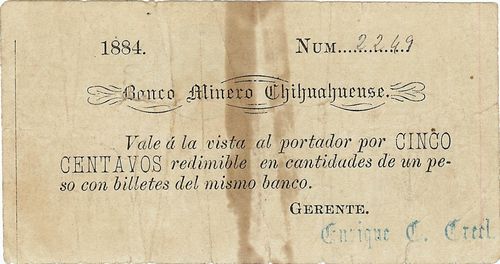 1884. NUM....2249
Banco Minero Chihuahuense.
Vale á la vista al portador por CINCO
CENTAVOS redimible en cantidades de un pe-
so con billetes del mismo banco.
GERENTE.
Enrique C. Creel